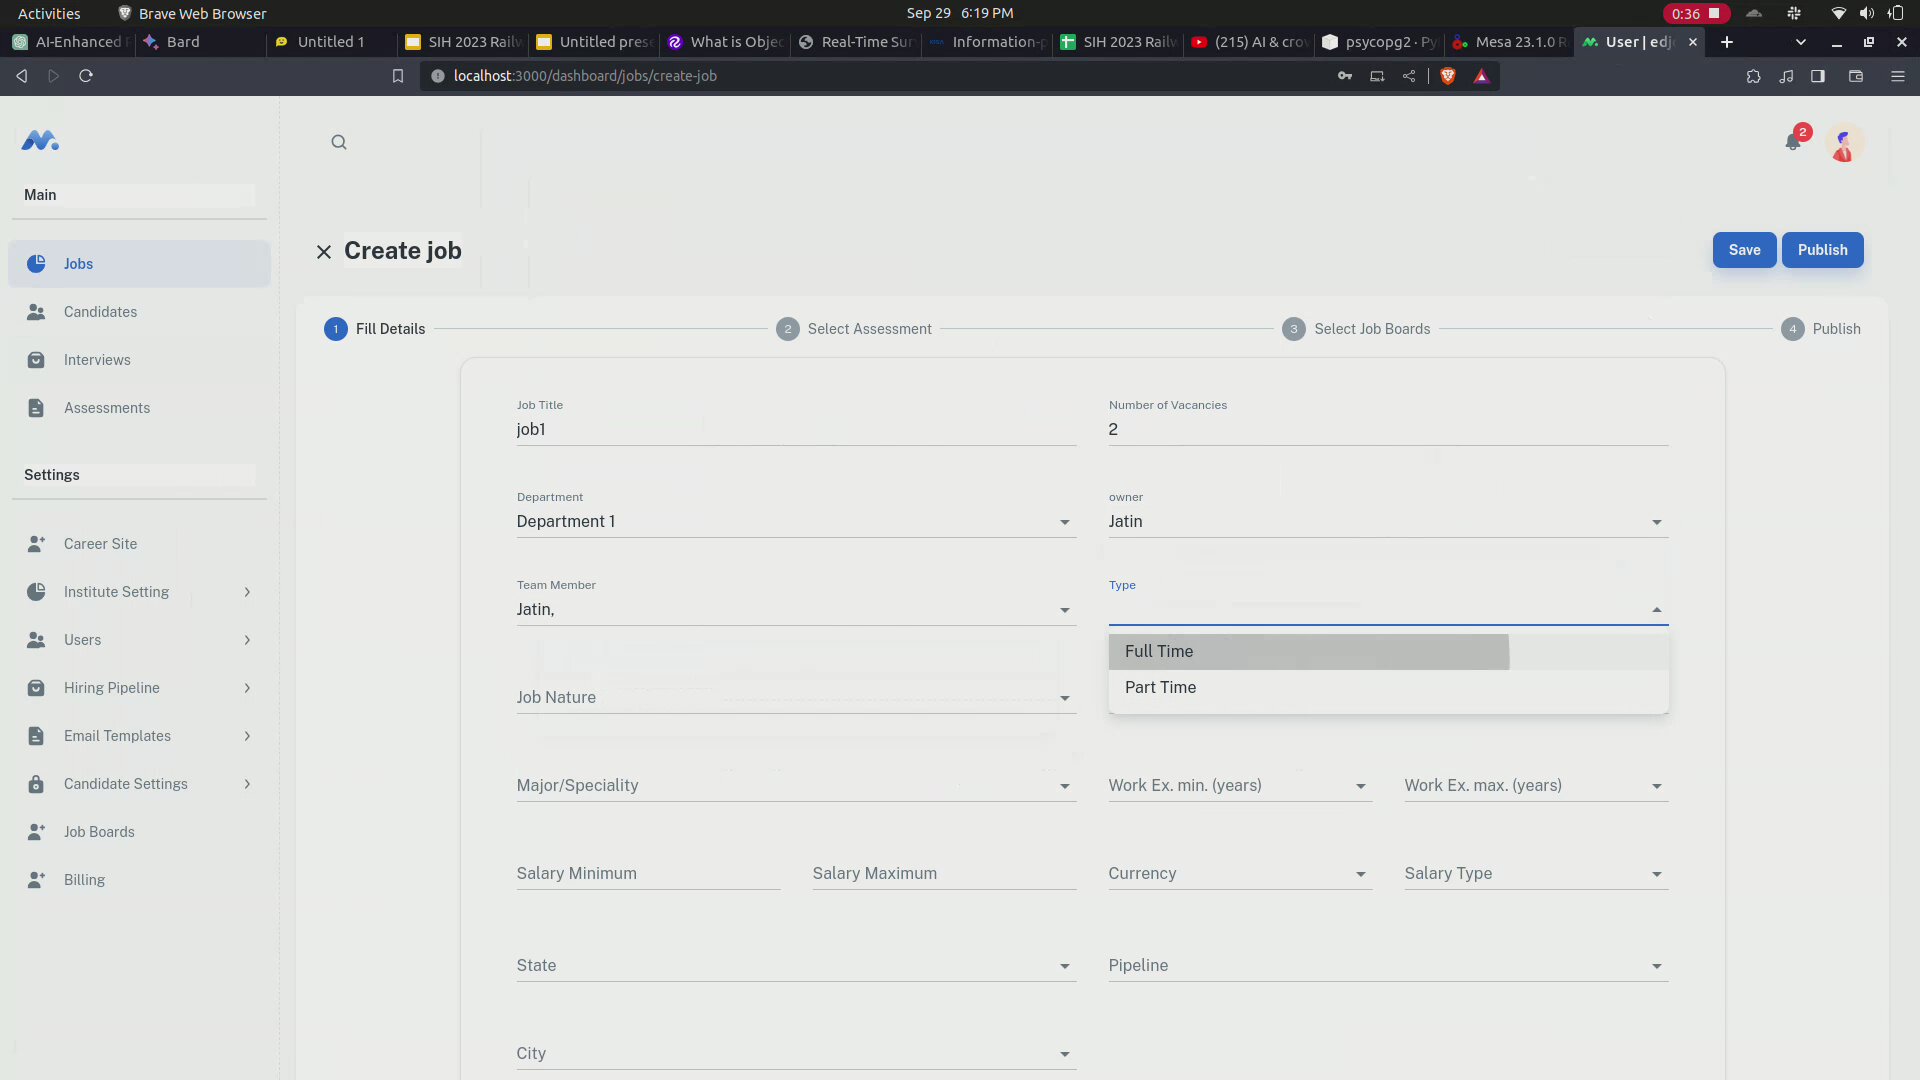 Activities
Brave Web Browser
Sep 29 6:19 PM
0:36
AI-Enhanced
Bard
Untitled 1
SIH 2023 Railw
Untitled prese
What is Objec
Real-Time Sur
Information-p
SIH 2023 Railw
(215) AI & crow
psycopg2 · Py
Mesa 23.1.0 R
User | edj
localhost:3000/dashboard/jobs/create-job
2
Main
Jobs
Candidates
Interviews
Assessments
Settings
Career Site
Institute Setting
Users
Hiring Pipeline
Email Templates
Candidate Settings
Job Boards
Billing
Create job
Save
Publish
1 Fill Details
2 Select Assessment
3 Select Job Boards
4 Publish
Job Title
job1
Number of Vacancies
2
Department
Department 1
owner
Jatin
Team Member
Jatin,
Type
Full Time
Part Time
Job Nature
Major/Speciality
Work Ex. min. (years)
Work Ex. max. (years)
Salary Minimum
Salary Maximum
Currency
Salary Type
State
Pipeline
City